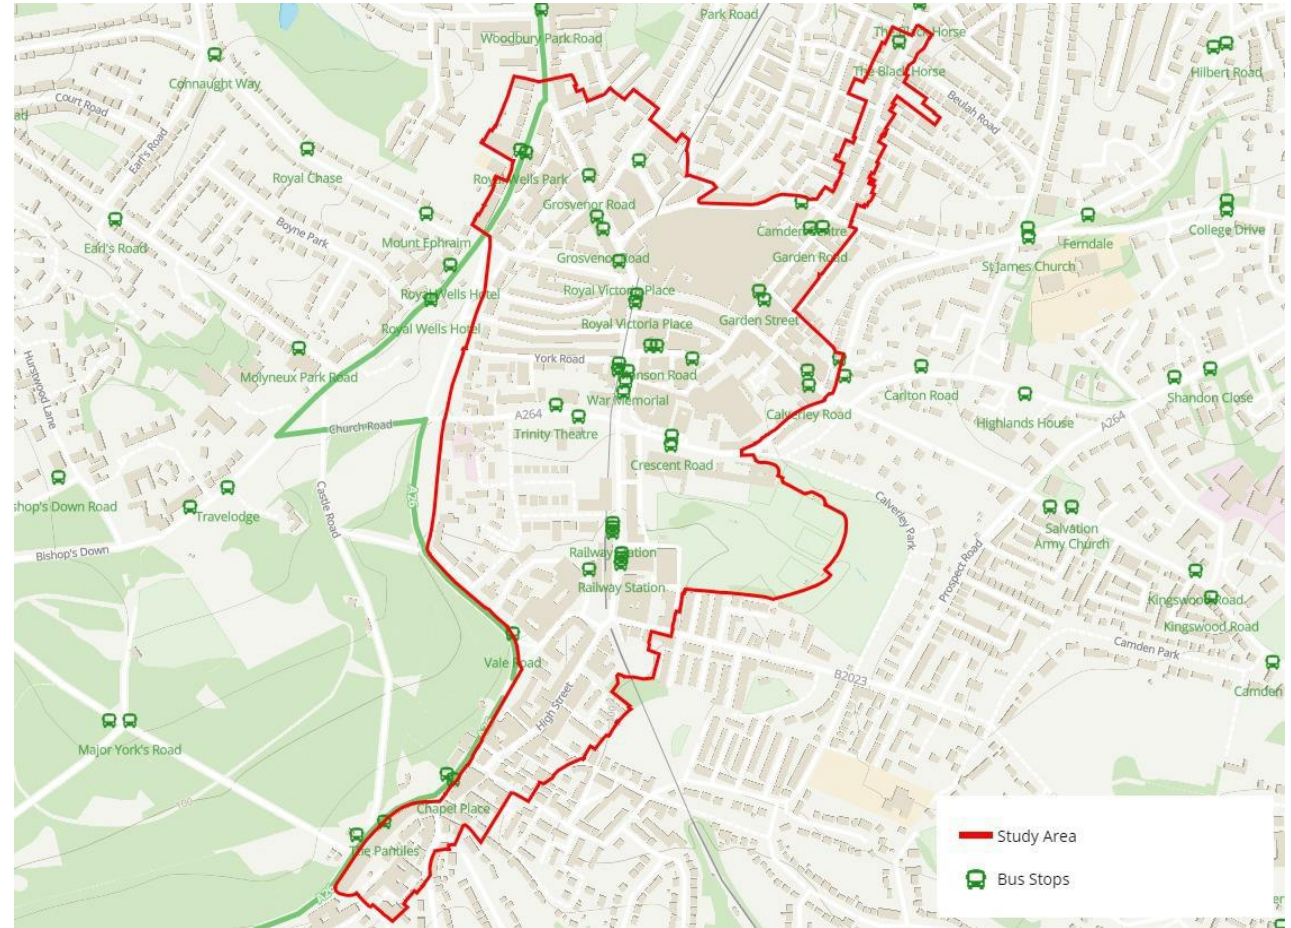 Park Road
The Black Horse
Woodbury Park Road
The Black Horse
Hilbert Road
Connaught Way
Court Road
Beulah Road
Earl's Road
Royal Chase
Royal Wells Park
Grosvenor Road
College Drive
Boyne Park
Earl's Road
Mount Ephraim
Camden Centre
Ferndale
Grosvenor Road
Garden Road
St James Church
Royal Wells Hotel
Royal Victoria Place
Royal Wells Hotel
Royal Victoria Place
Garden Street
York Road
Molyneux Park Road
Monson Road
Hurstwood Lane
War Memorial
Carlton Road
Shandon Close
A264
Calverley Road
Highlands House
A264
Church Road
Trinity Theatre
Crescent Road
A26
Castle Road
shop's Down Road
Travelodge
Calverley Park
Salvation
Army Church
Bishop's Down
Railway Station
Prospect Road
Railway Station
Kingswood Road
Kingswood Road
Camden Park
Vale Road
B2023
Camden
High Street
Major York's Road
100
Chapel Place
The Pantiles
Study Area
Bus Stops